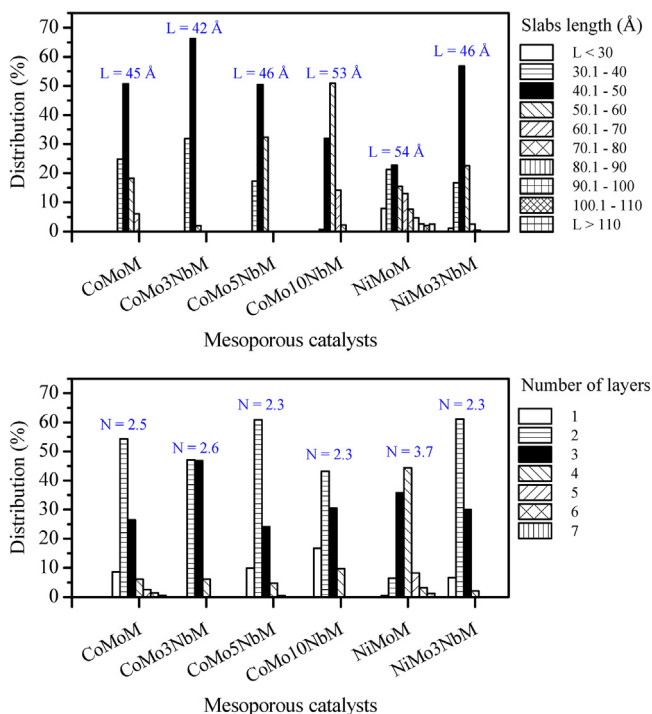 Slabs length (Å)
L < 30
30.1 - 40
40.1 - 50
50.1 - 60
60.1 - 70
70.1 - 80
80.1 - 90
90.1 - 100
100.1 - 110
L > 110
Distribution (%)
70
60
50
40
30
20
10
0
L = 45 Å
L = 42 Å
L = 46 Å
L = 53 Å
L = 54 Å
L = 46 Å
CoMoM
CoMo3NbM
CoMo5NbM
CoMo10NbM
NiMoM
NiMo3NbM
Mesoporous catalysts
Number of layers
1
2
3
4
5
6
7
Distribution (%)
70
60
50
40
30
20
10
0
N = 2.5
N = 2.6
N = 2.3
N = 2.3
N = 3.7
N = 2.3
CoMoM
CoMo3NbM
CoMo5NbM
CoMo10NbM
NiMoM
NiMo3NbM
Mesoporous catalysts